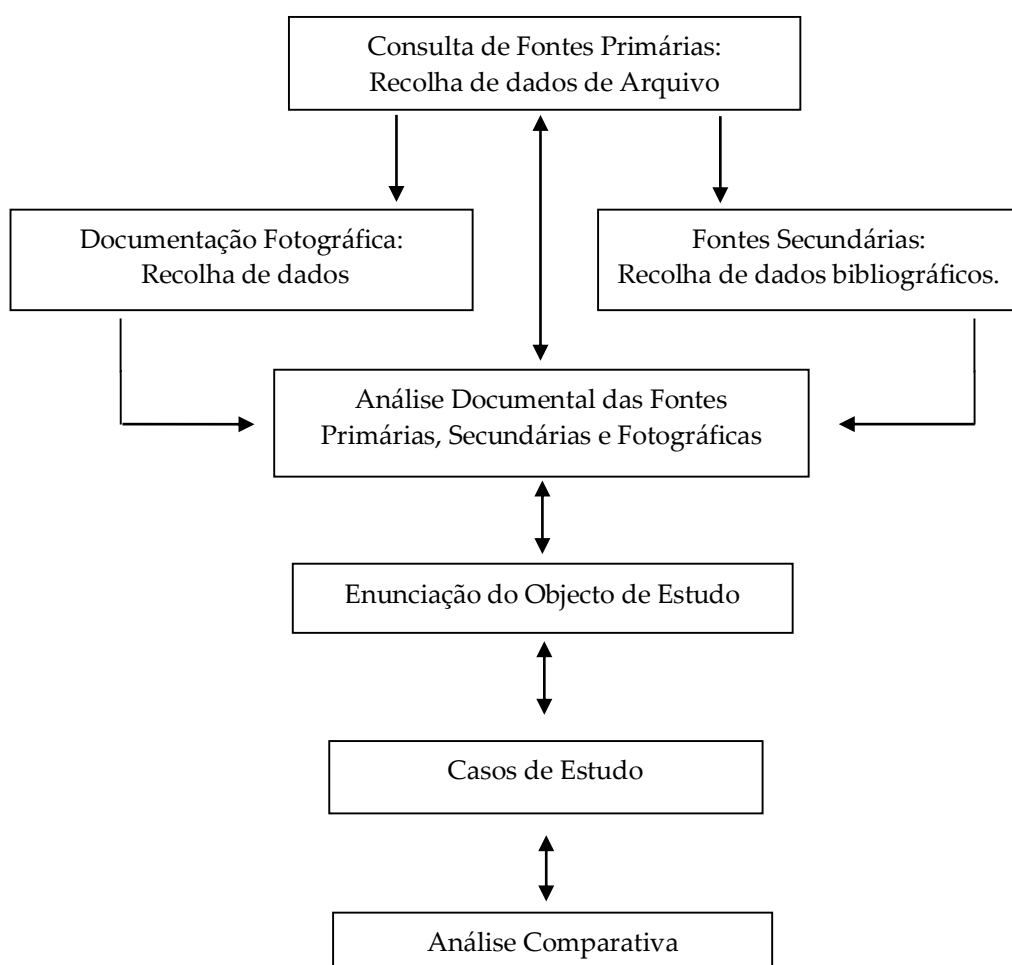 Consulta de Fontes Primárias:
Recolha de dados de Arquivo
Documentação Fotográfica:
Recolha de dados
Fontes Secundárias:
Recolha de dados bibliográficos.
Análise Documental das Fontes
Primárias, Secundárias e Fotográficas
Enunciação do Objecto de Estudo
Casos de Estudo
Análise Comparativa